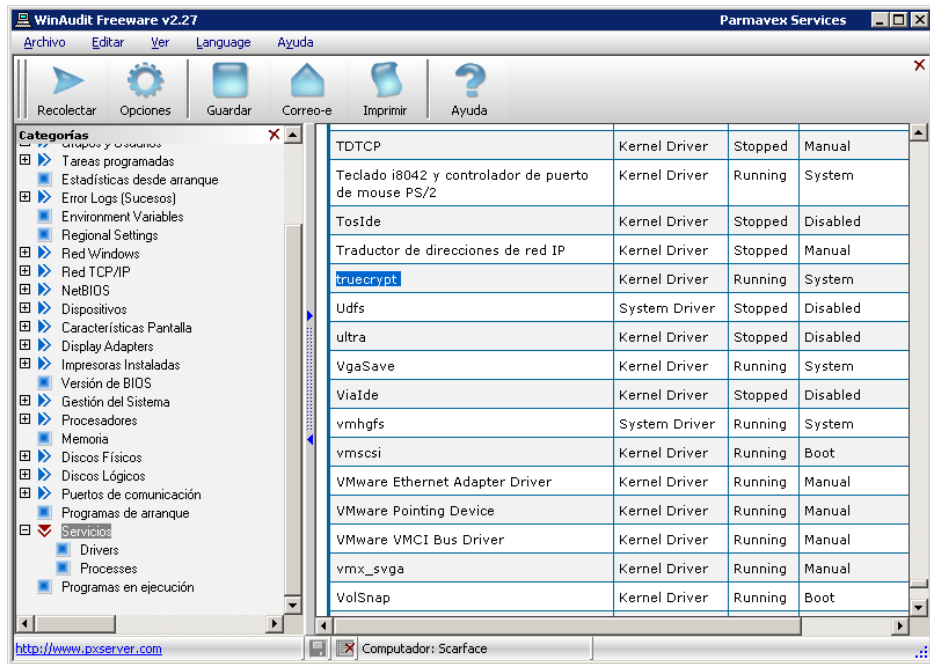 WinAudit Freeware v2.27 Parmavex Services
Archivo Editar Ver Language Ayuda
Recolectar Opciones Guardar Correo-e Imprimir Ayuda
Categorías
Grupos y Usuarios
Tareas programadas
Estadísticas desde arranque
Error Logs (Sucesos)
Environment Variables
Regional Settings
Red Windows
Red TCP/IP
NetBIOS
Dispositivos
Características Pantalla
Display Adapters
Impresoras Instaladas
Versión de BIOS
Gestión del Sistema
Procesadores
Memoria
Discos Físicos
Discos Lógicos
Puertos de comunicación
Programas de arranque
Servicios
Drivers
Processes
Programas en ejecución
TDTCP Kernel Driver Stopped Manual
Teclado i8042 y controlador de puerto Kernel Driver Running System
de mouse PS/2
TosIde Kernel Driver Stopped Disabled
Traductor de direcciones de red IP Kernel Driver Stopped Manual
truecrypt Kernel Driver Running System
Udfs System Driver Stopped Disabled
ultra Kernel Driver Stopped Disabled
VgaSave Kernel Driver Running System
ViaIde Kernel Driver Stopped Disabled
vmhgfs System Driver Running System
vmscsi Kernel Driver Running Boot
VMware Ethernet Adapter Driver Kernel Driver Running Manual
VMware Pointing Device Kernel Driver Running Manual
VMware VMCI Bus Driver Kernel Driver Running Manual
vmx_svga Kernel Driver Running Manual
VolSnap Kernel Driver Running Boot
http://www.pxserver.com Computador: Scarface